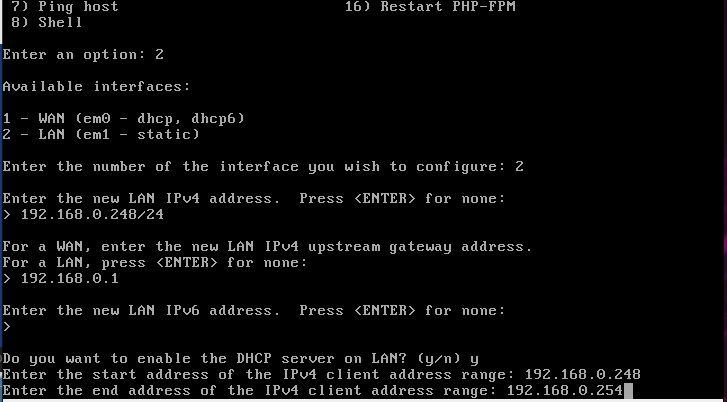 7) Ping host 16) Restart PHP-FPM
8) Shell
Enter an option: 2
Available interfaces:
1 - WAN (em0 - dhcp, dhcp6)
2 - LAN (em1 - static)
Enter the number of the interface you wish to configure: 2
Enter the new LAN IPv4 address. Press <ENTER> for none:
> 192.168.0.248/24
For a WAN, enter the new LAN IPv4 upstream gateway address.
For a LAN, press <ENTER> for none:
> 192.168.0.1
Enter the new LAN IPv6 address. Press <ENTER> for none:
>
Do you want to enable the DHCP server on LAN? (y/n) y
Enter the start address of the IPv4 client address range: 192.168.0.248
Enter the end address of the IPv4 client address range: 192.168.0.254